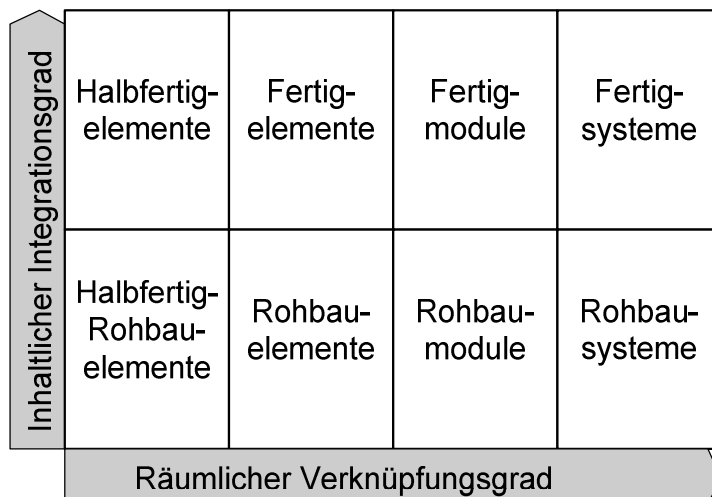 Inhaltlicher Integrationsgrad
Halbfertig-
elemente
Fertig-
elemente
Fertig-
module
Fertig-
systeme
Halbfertig-
Rohbau-
elemente
Rohbau-
elemente
Rohbau-
module
Rohbau-
systeme
Räumlicher Verknüpfungsgrad